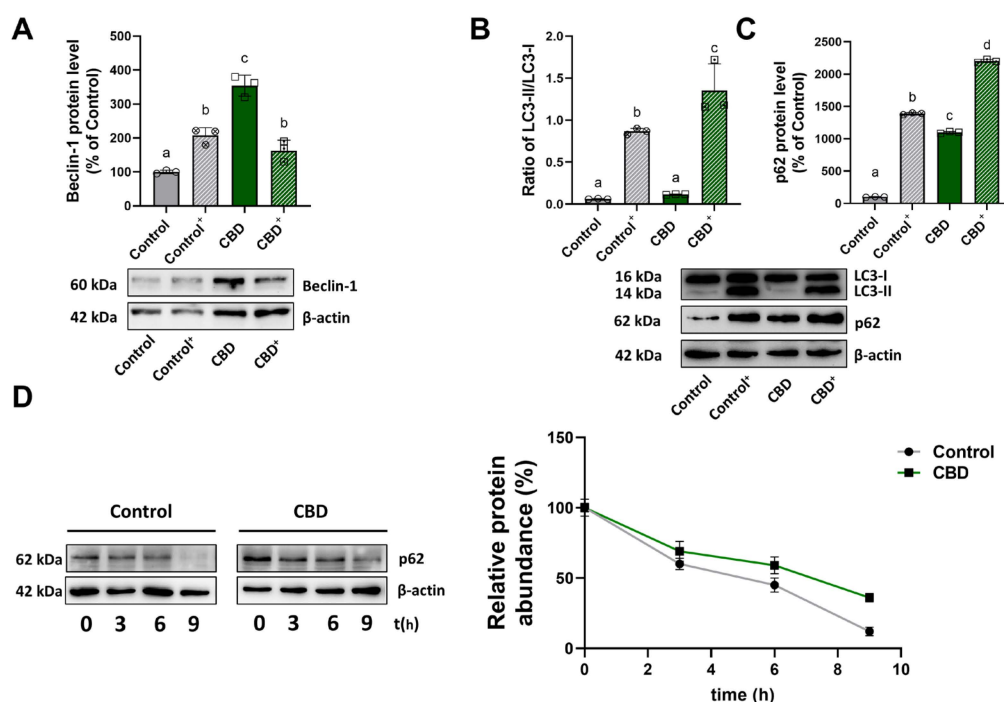 A
Beclin-1 protein level
(% of Control)
500
400
300
200
100
0
a
b
c
b
Control
Control+
CBD
CBD+
60 kDa
Beclin-1
42 kDa
β-actin
Control
Control+
CBD
CBD+
B
Ratio of LC3-II/LC3-I
2.0
1.5
1.0
0.5
0.0
a
b
a
c
Control
Control+
CBD
CBD+
C
p62 protein level
(% of Control)
2500
2000
1500
1000
500
0
a
b
c
d
Control
Control+
CBD
CBD+
16 kDa
LC3-I
14 kDa
LC3-II
62 kDa
p62
42 kDa
β-actin
Control
Control+
CBD
CBD+
D
Control
CBD
62 kDa
p62
42 kDa
β-actin
0 3 6 9 0 3 6 9 t(h)
Relative protein
abundance (%)
150
100
50
0
0 2 4 6 8 10
time (h)
Control
CBD